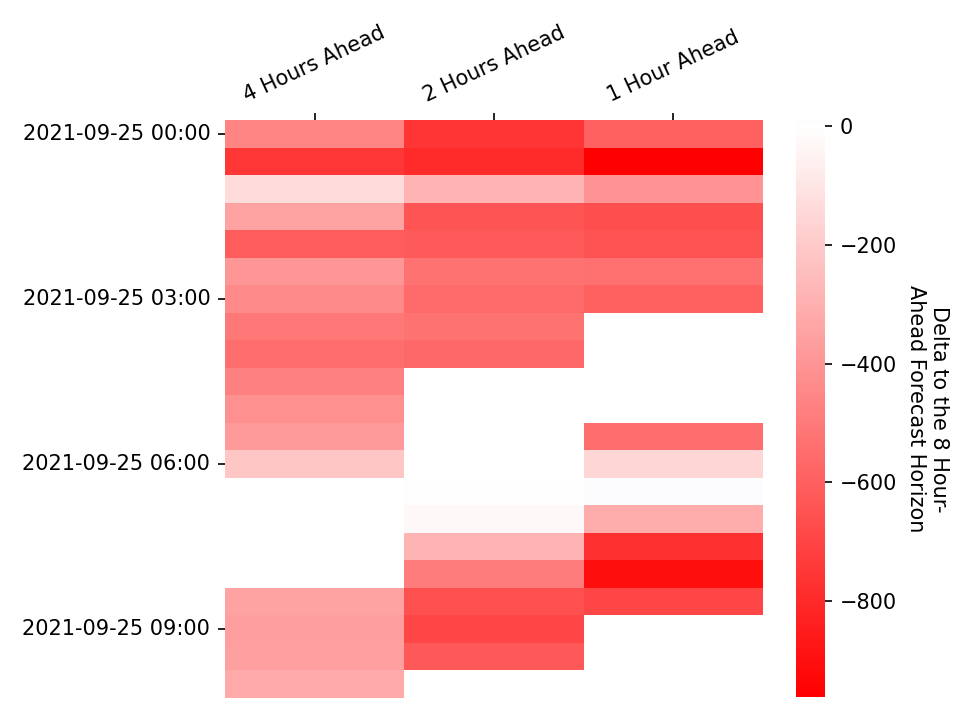 4 Hours Ahead
2 Hours Ahead
1 Hour Ahead
2021-09-25 00:00
2021-09-25 03:00
2021-09-25 06:00
2021-09-25 09:00
0
−200
−400
−600
−800
Delta to the 8 Hour-
Ahead Forecast Horizon